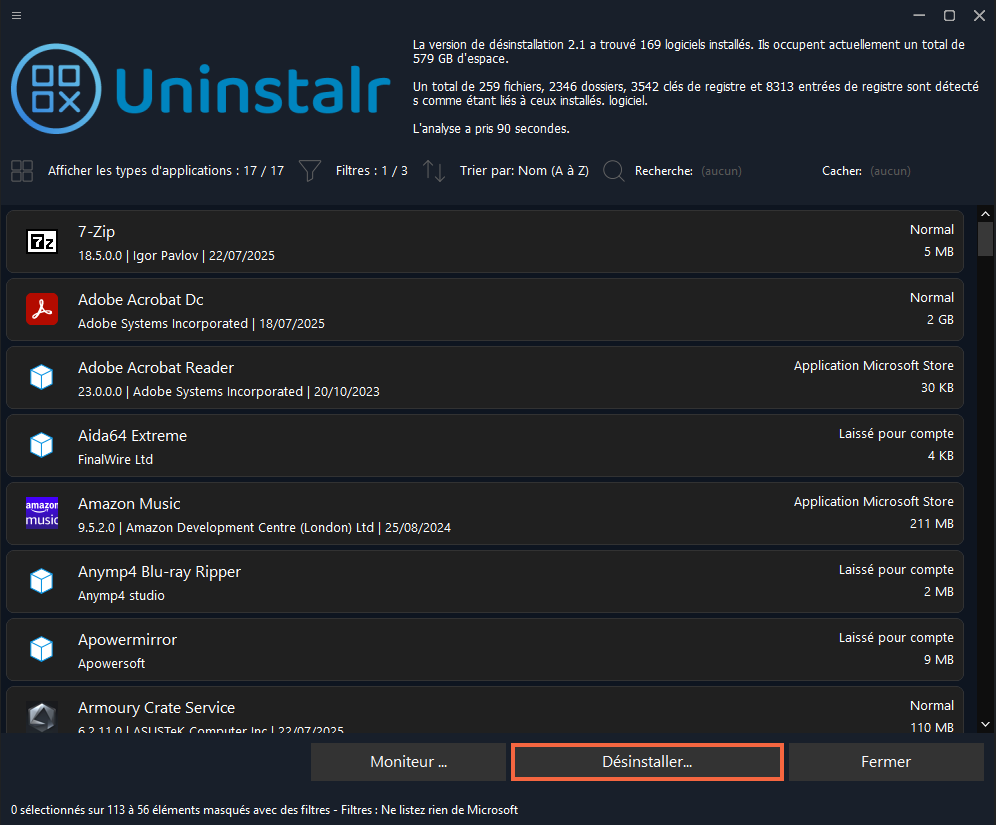 Uninstalr
La version de désinstallation 2.1 a trouvé 169 logiciels installés. Ils occupent actuellement un total de
579 GB d'espace.
Un total de 259 fichiers, 2346 dossiers, 3542 clés de registre et 8313 entrées de registre sont détecté
s comme étant liés à ceux installés. logiciel.
L'analyse a pris 90 secondes.
Afficher les types d'applications : 17 / 17 Filtres : 1 / 3 Trier par: Nom (A à Z) Recherche: (aucun) Cacher: (aucun)
7z
7-Zip
Normal
18.5.0.0 | Igor Pavlov | 22/07/2025
5 MB
Adobe Acrobat Dc
Normal
Adobe Systems Incorporated | 18/07/2025
2 GB
Adobe Acrobat Reader
Application Microsoft Store
23.0.0.0 | Adobe Systems Incorporated | 20/10/2023
30 KB
Aida64 Extreme
Laissé pour compte
FinalWire Ltd
4 KB
amazon
music
Amazon Music
Application Microsoft Store
9.5.2.0 | Amazon Development Centre (London) Ltd | 25/08/2024
211 MB
Anymp4 Blu-ray Ripper
Laissé pour compte
Anymp4 studio
2 MB
Apowermirror
Laissé pour compte
Apowersoft
9 MB
Armoury Crate Service
Normal
6.2.11.0 | ASUSTeK Computer Inc | 22/07/2025
110 MB
Moniteur ... Désinstaller... Fermer
0 sélectionnés sur 113 à 56 éléments masqués avec des filtres - Filtres : Ne listez rien de Microsoft